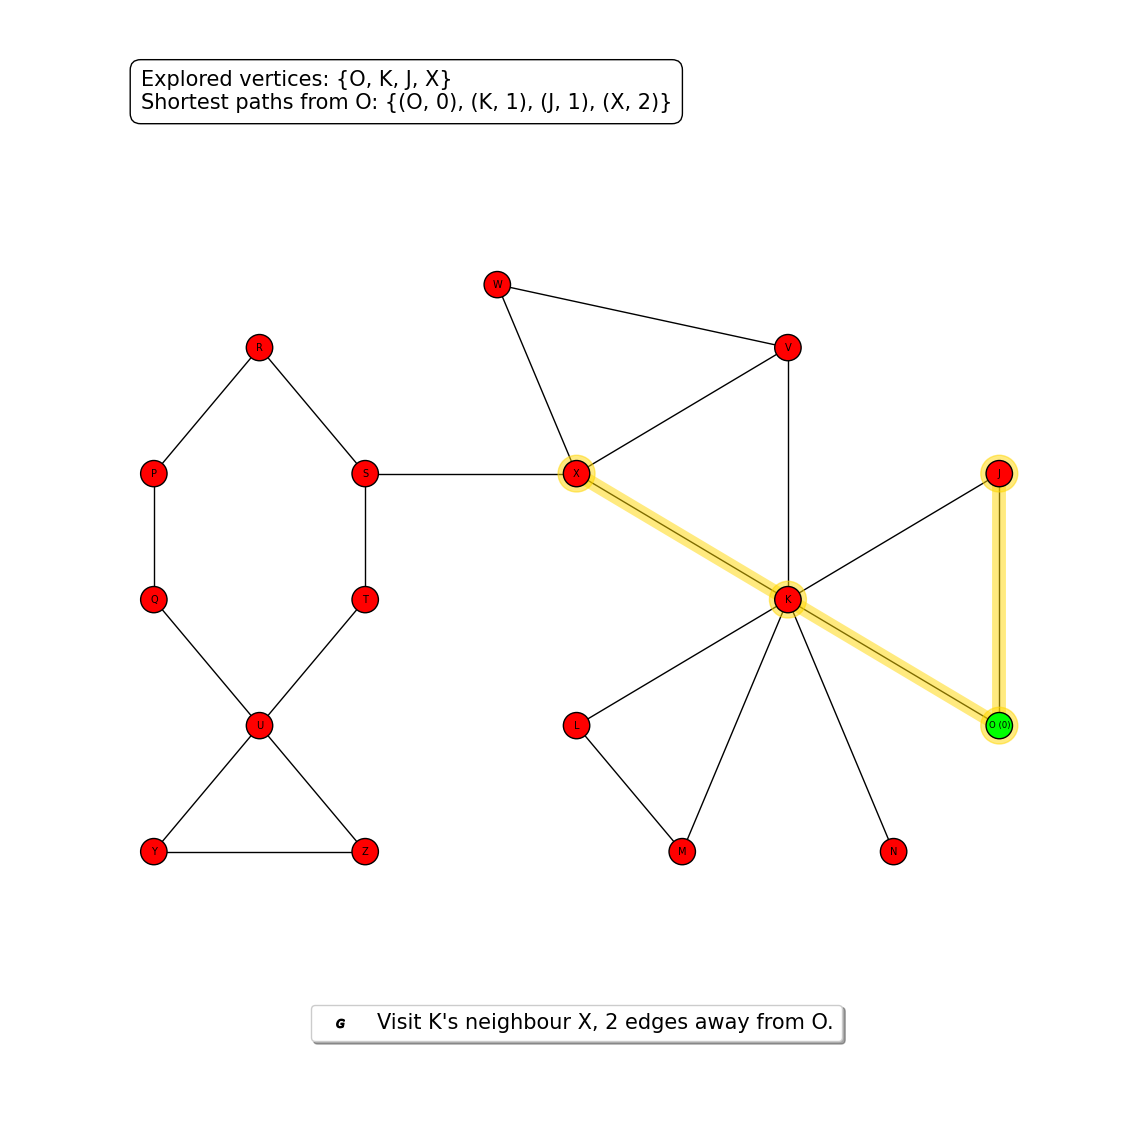 Explored vertices: {O, K, J, X}
Shortest paths from O: {(O, 0), (K, 1), (J, 1), (X, 2)}
W
R
V
P
S
X
J
Q
T
K
U
L
O (0)
Y
Z
M
N
G Visit K's neighbour X, 2 edges away from O.